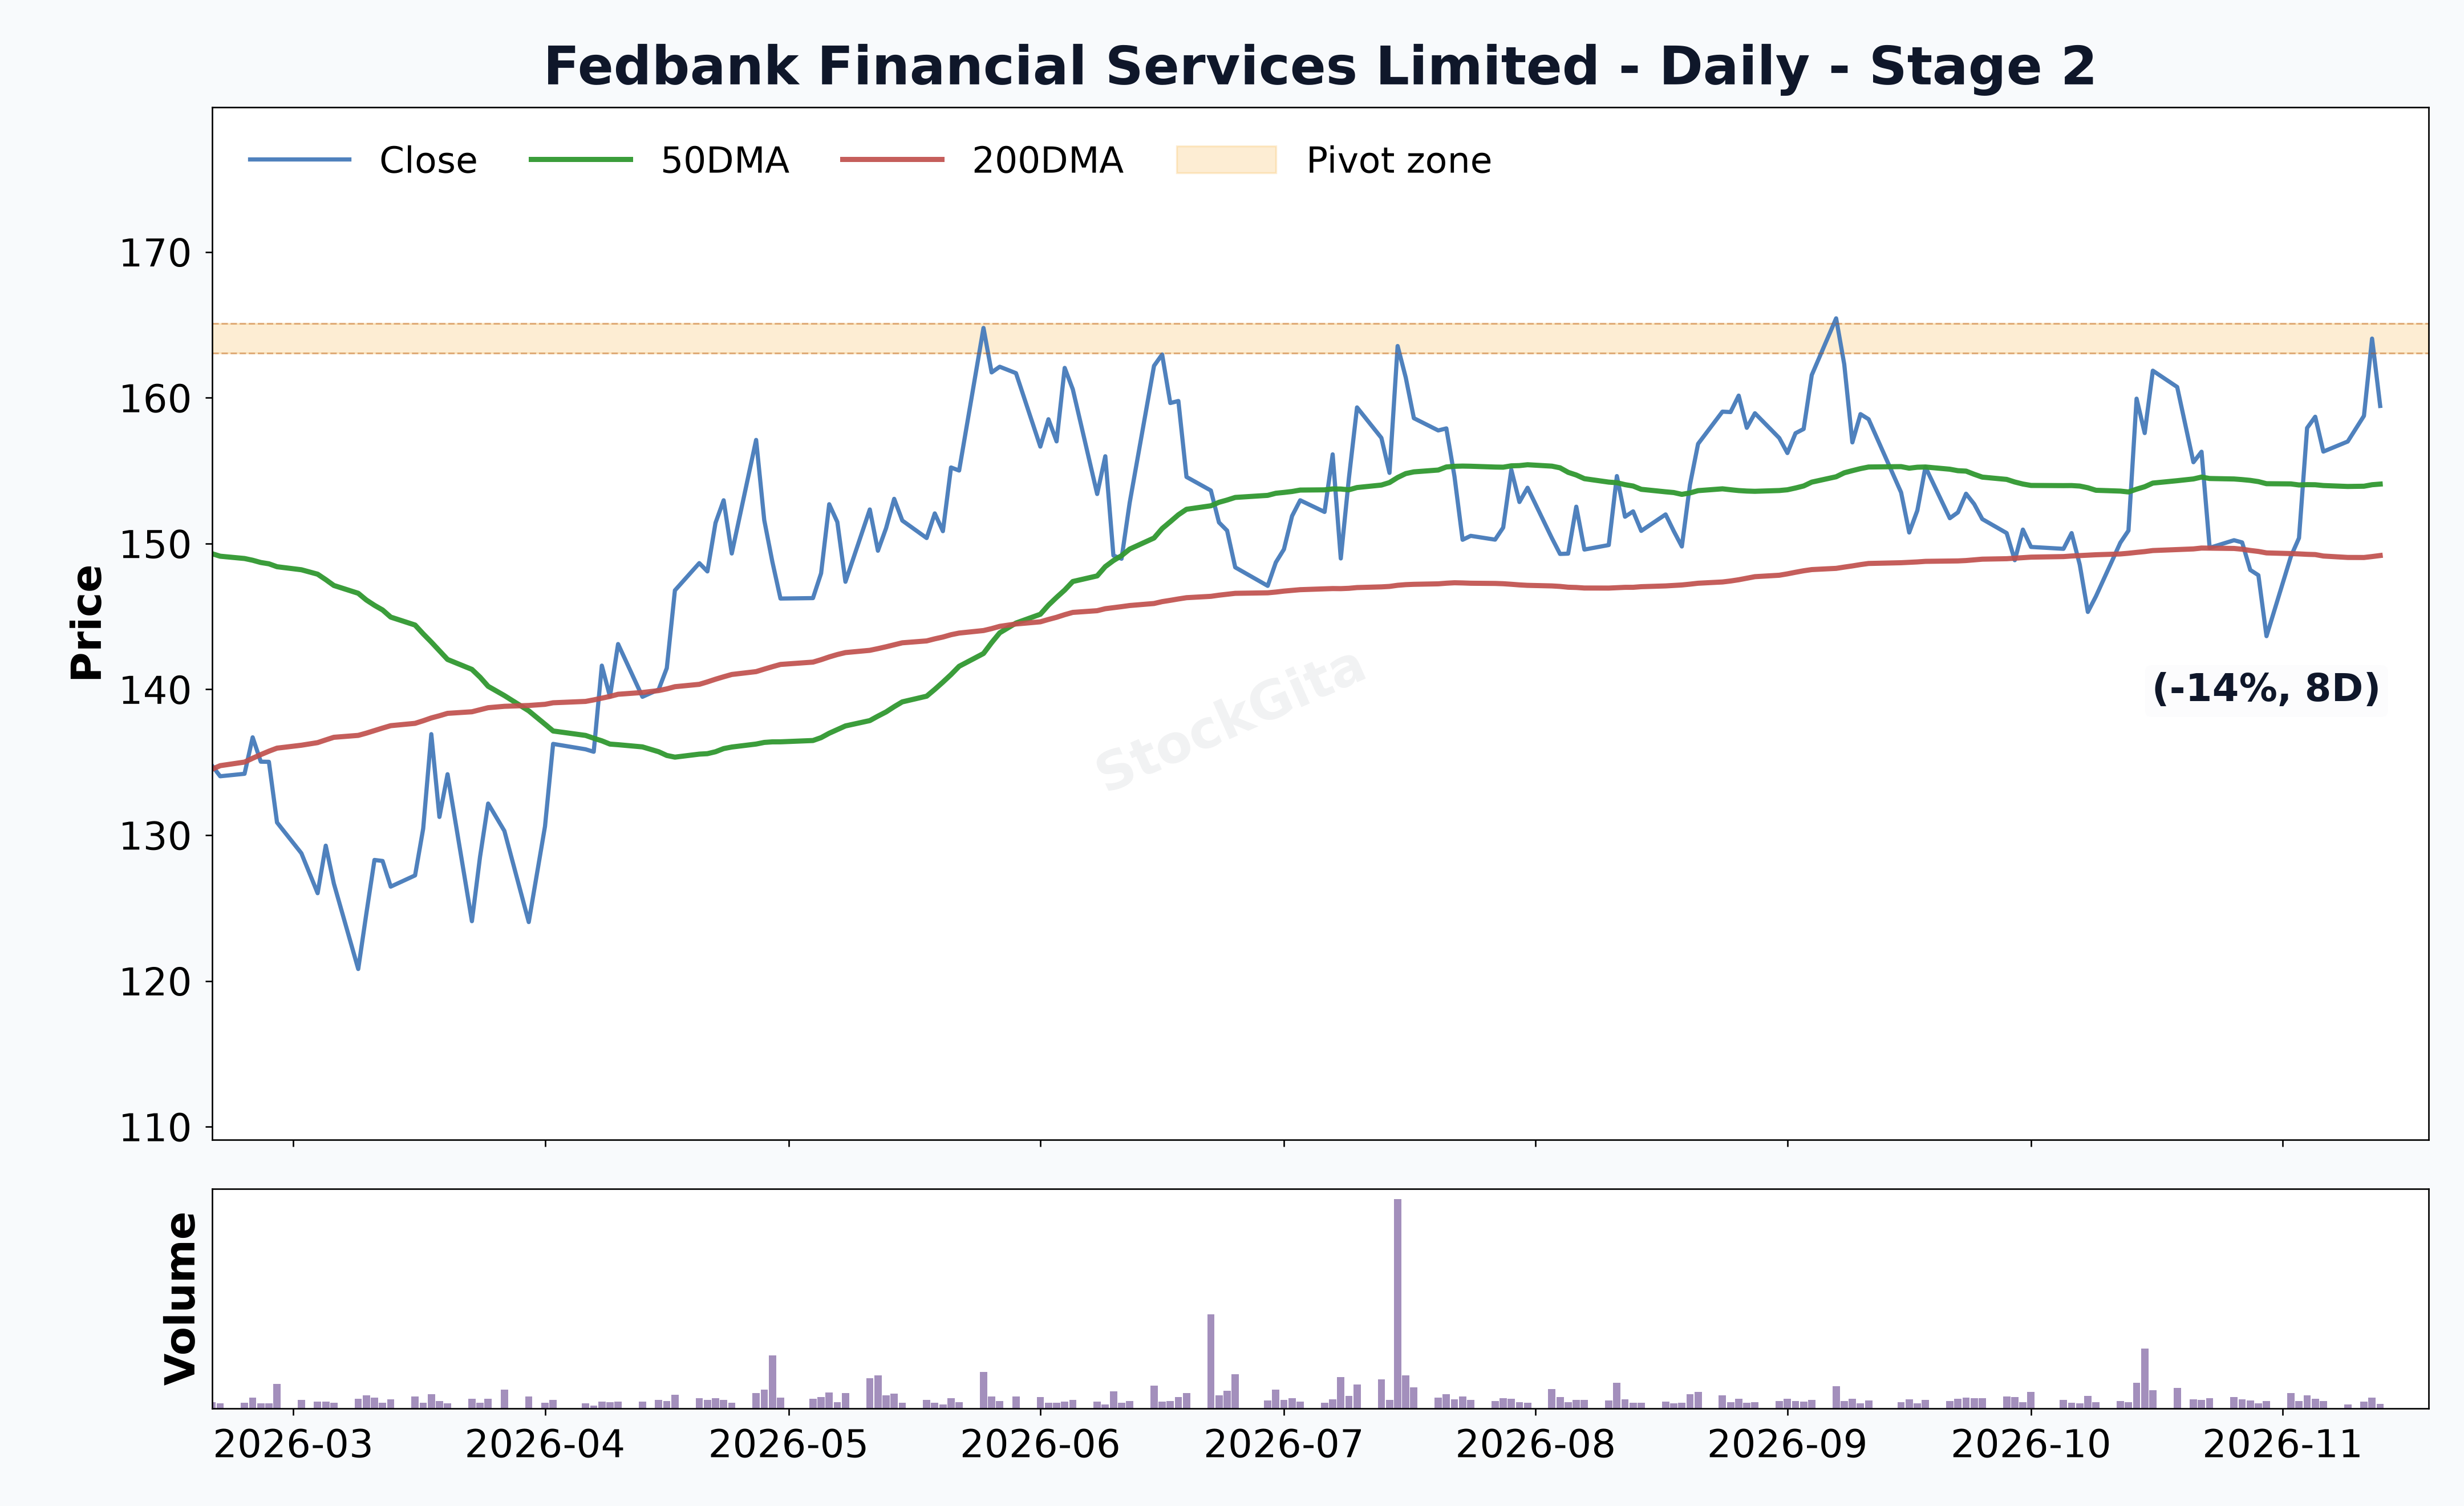 Fedbank Financial Services Limited - Daily - Stage 2
Close 50DMA 200DMA Pivot zone
Price
170
160
150
140
130
120
110
(-14%, 8D)
StockGita
Volume
2026-03 2026-04 2026-05 2026-06 2026-07 2026-08 2026-09 2026-10 2026-11